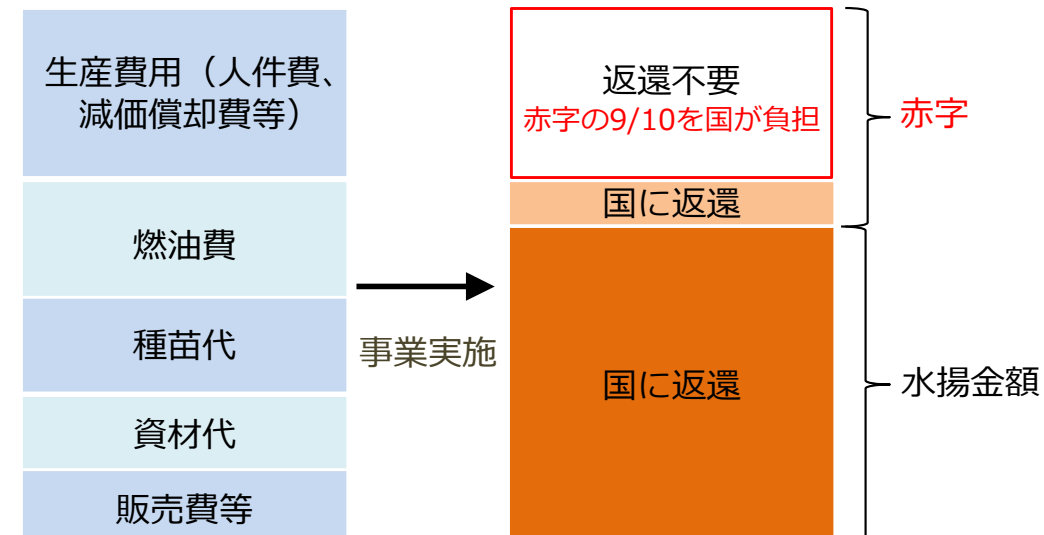 生産費用（人件費、
減価償却費等）
燃油費
種苗代
資材代
販売費等
事業実施
返還不要
赤字の9/10を国が負担
国に返還
国に返還
赤字
水揚金額